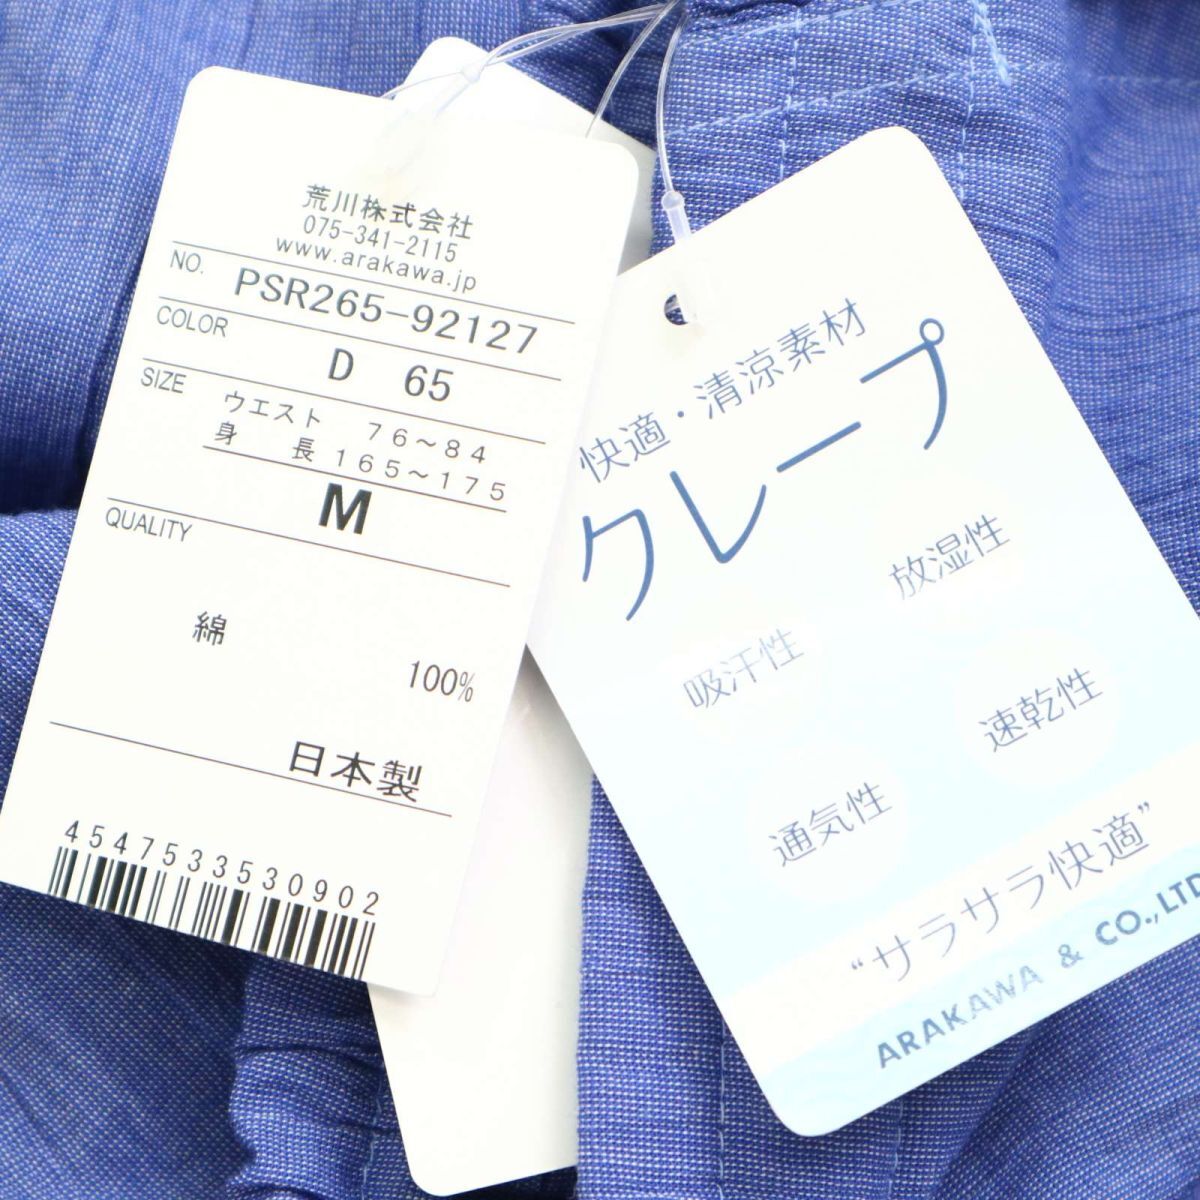 荒川株式会社
075-341-2115
www.arakawa.jp
NO. PSR265-92127
COLOR D 65
SIZE ウエスト 76～84
身長 165～175
M
QUALITY
綿 100%
日本製
4547533530902
快適・清涼素材
クレープ
放湿性
吸汗性
速乾性
通気性
“サラサラ快適”
ARAKAWA & CO.,LTD